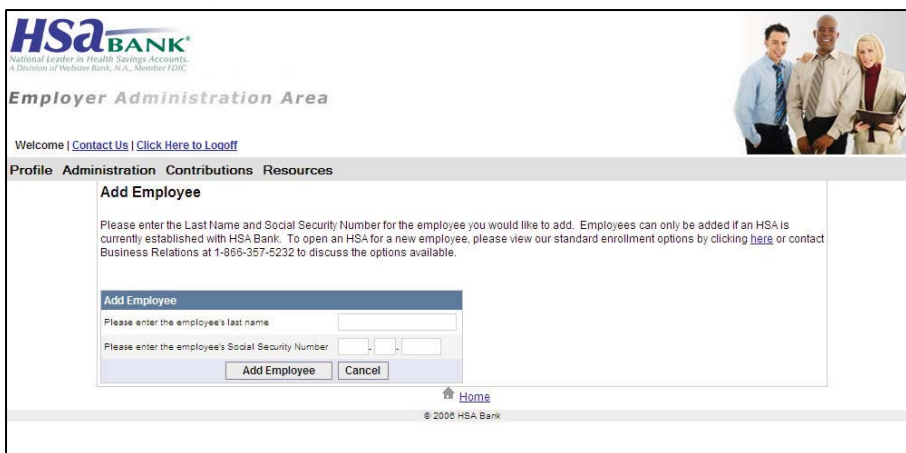 HSA BANK®
National Leader in Health Savings Accounts.
A Division of Webster Bank, N.A., Member FDIC
Employer Administration Area
Welcome | Contact Us | Click Here to Logoff
Profile Administration Contributions Resources
Add Employee
Please enter the Last Name and Social Security Number for the employee you would like to add. Employees can only be added if an HSA is
currently established with HSA Bank. To open an HSA for a new employee, please view our standard enrollment options by clicking here or contact
Business Relations at 1-866-357-5232 to discuss the options available.
Add Employee
Please enter the employee's last name
Please enter the employee's Social Security Number - -
Add Employee Cancel
Home
© 2006 HSA Bank